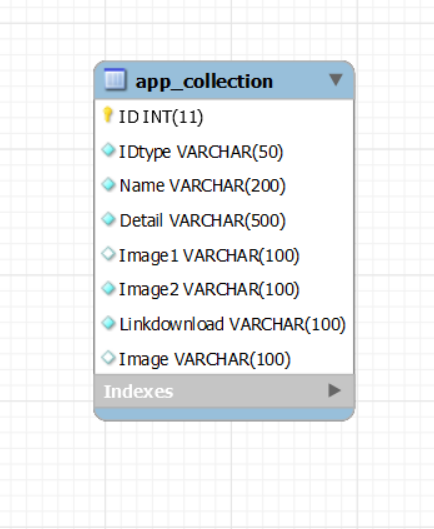 app_collection
ID INT(11)
IDtype VARCHAR(50)
Name VARCHAR(200)
Detail VARCHAR(500)
Image1 VARCHAR(100)
Image2 VARCHAR(100)
Linkdownload VARCHAR(100)
Image VARCHAR(100)
Indexes